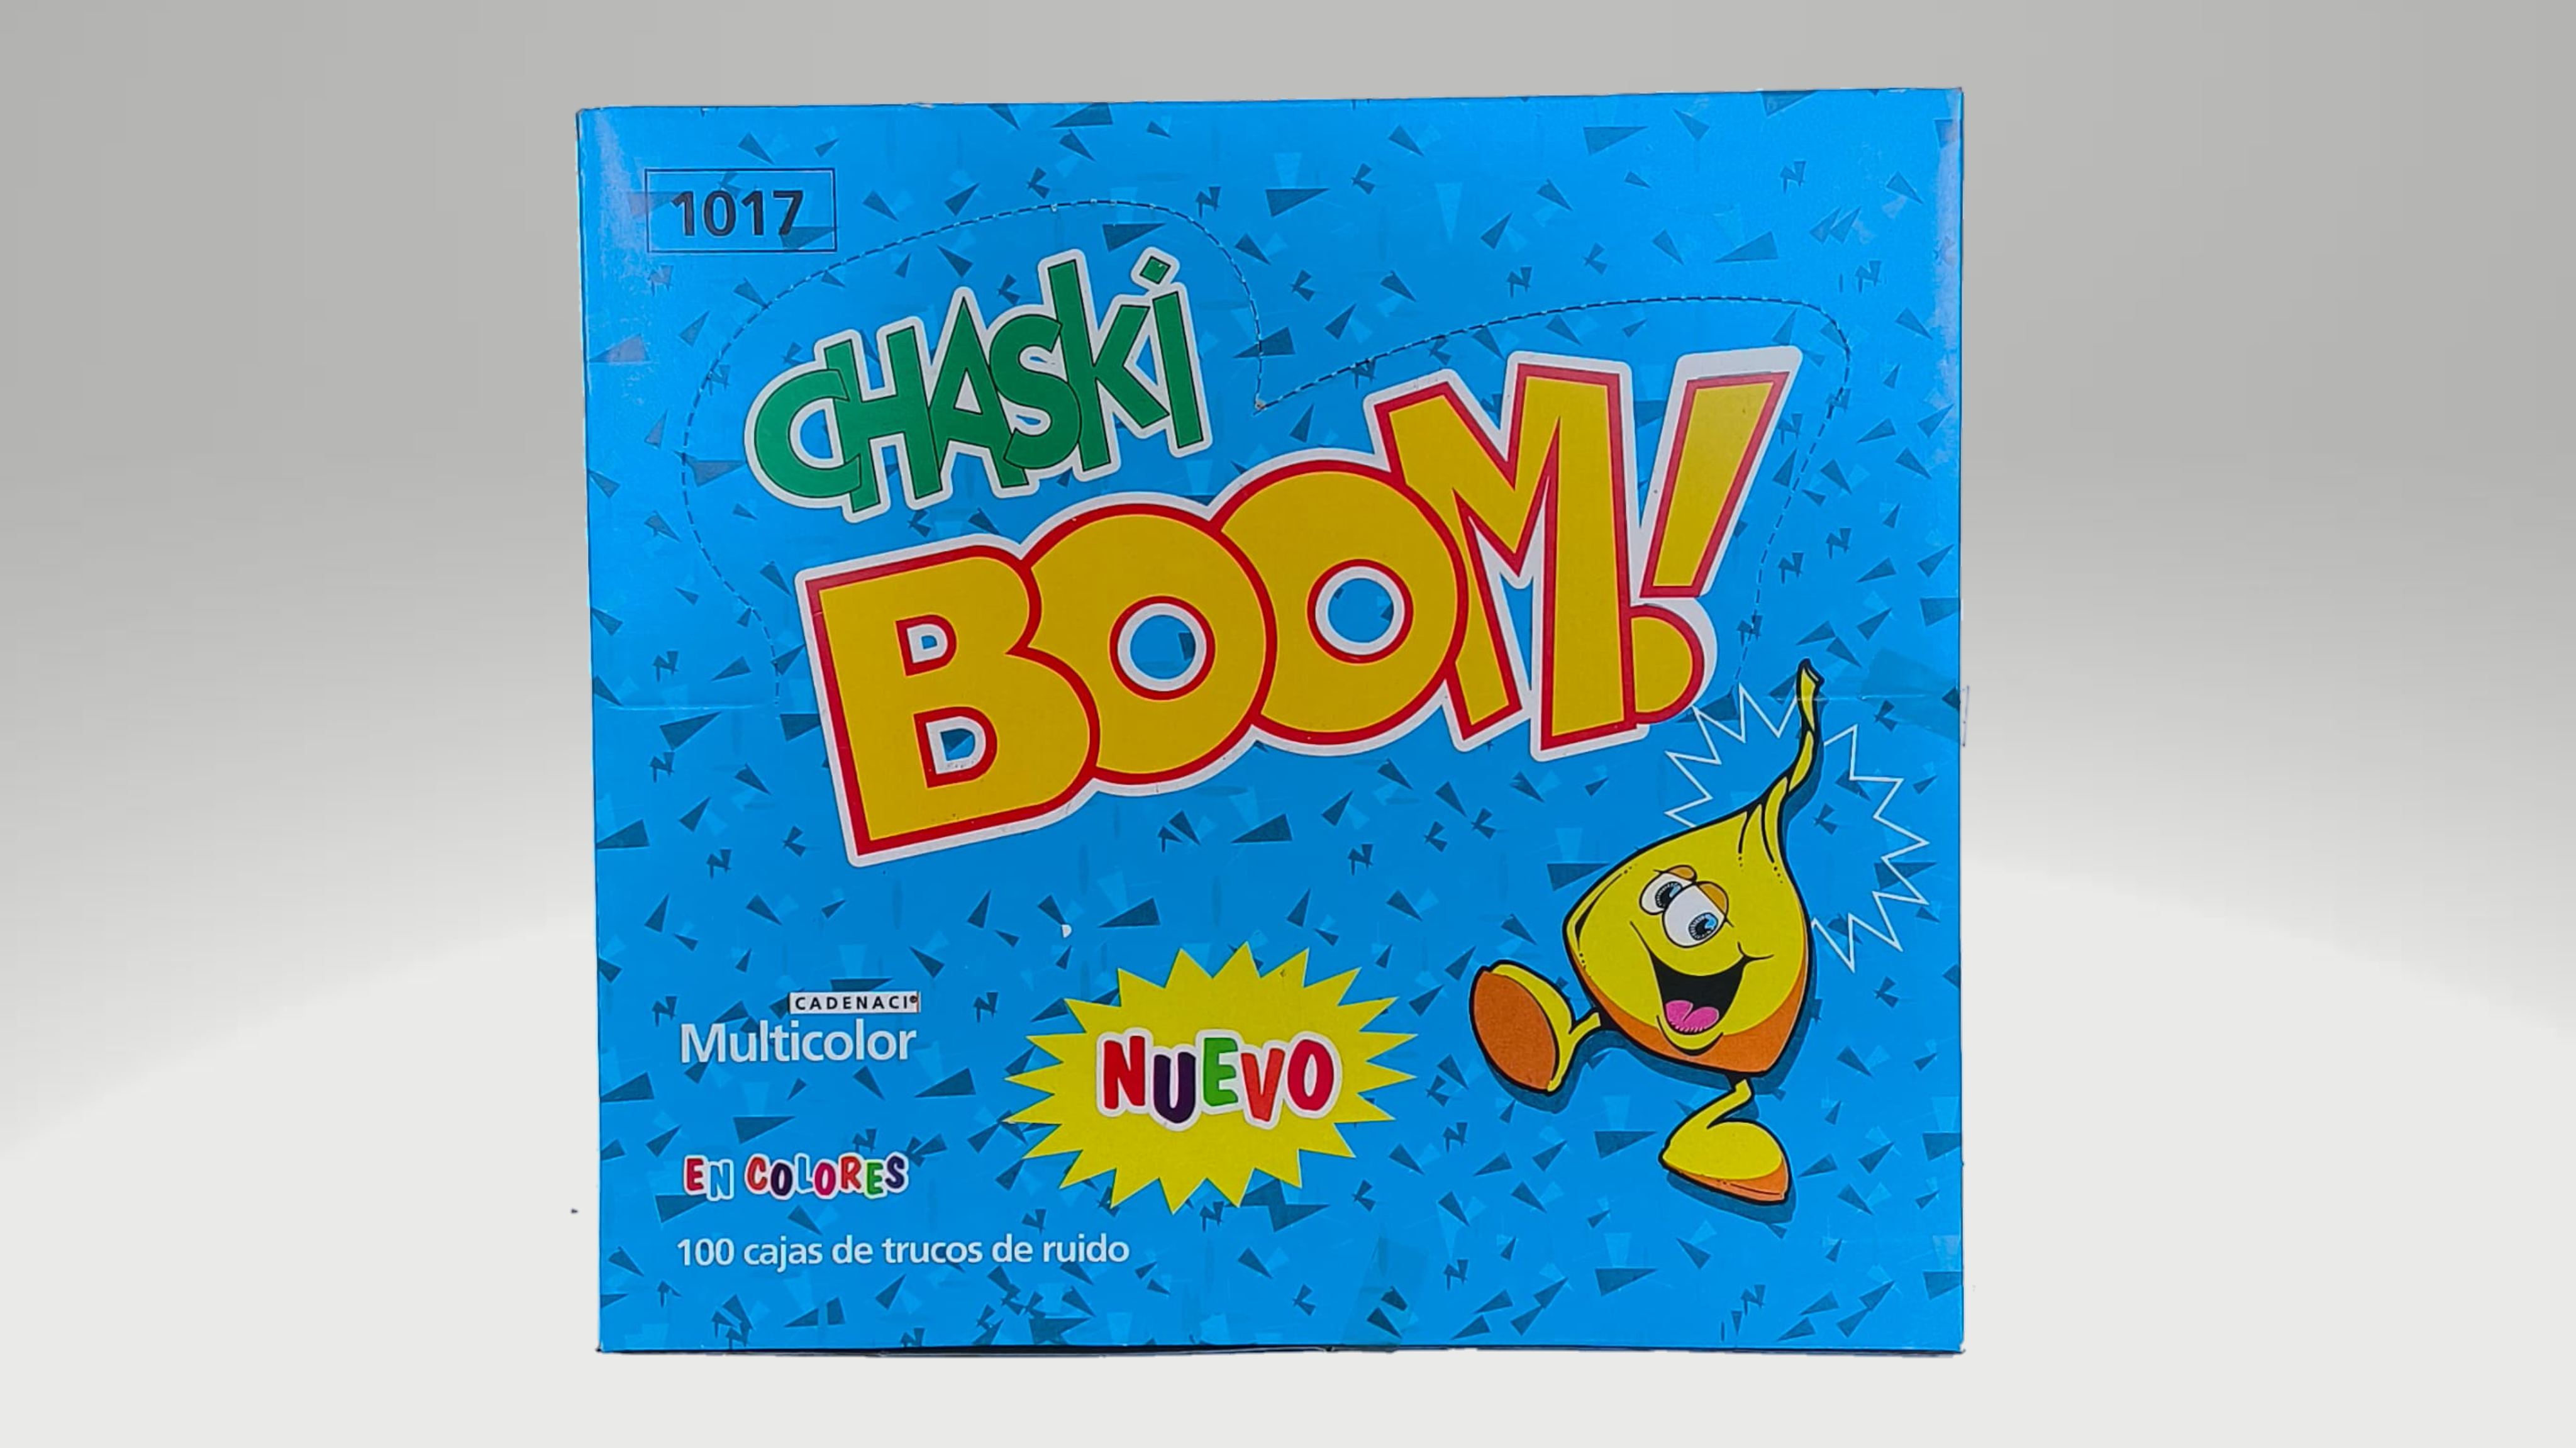 1017
CHASKi
BOOM!
CADENACI
Multicolor
NUEVO
EN COLORES
100 cajas de trucos de ruido